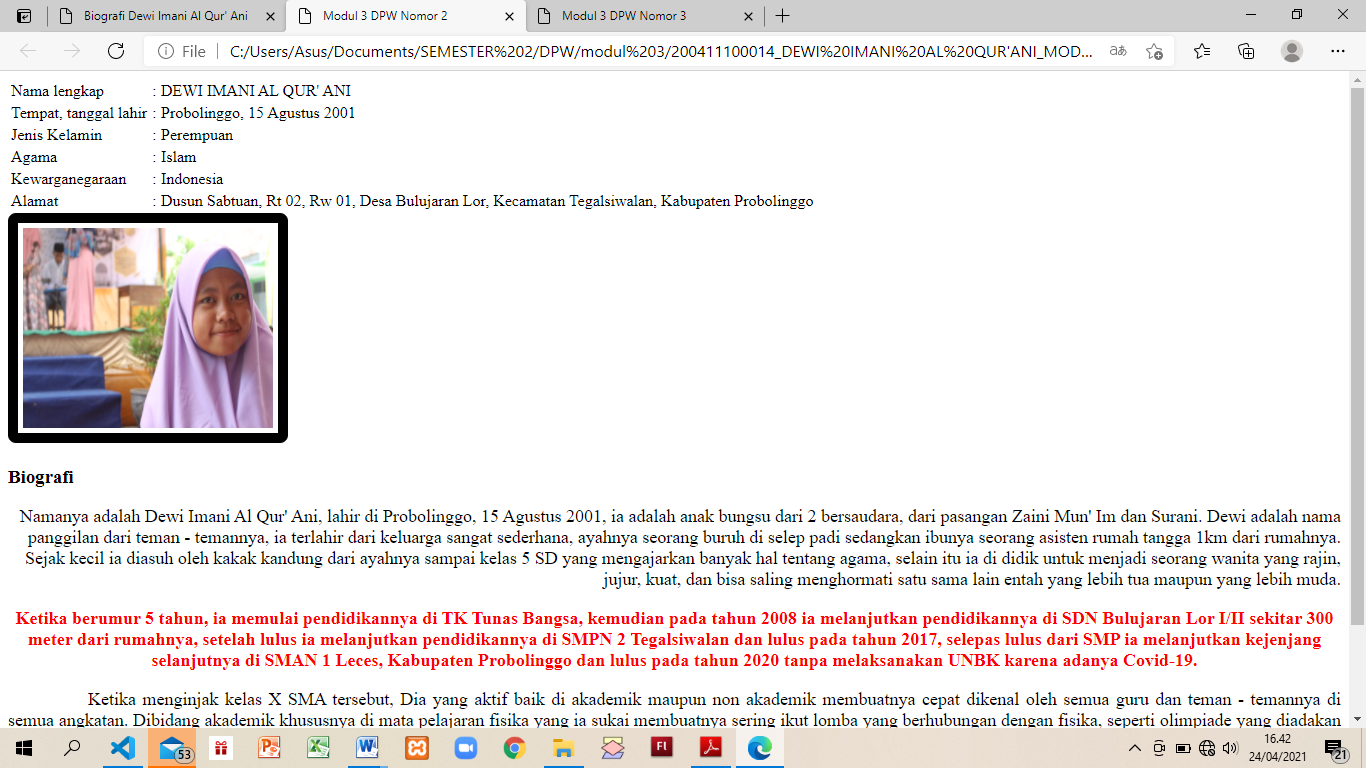 Biografi Dewi Imani Al Qur' Ani
Modul 3 DPW Nomor 2
Modul 3 DPW Nomor 3
File
C:/Users/Asus/Documents/SEMESTER%202/DPW/modul%203/200411100014_DEWI%20IMANI%20AL%20QUR'ANI_MOD...
Nama lengkap : DEWI IMANI AL QUR' ANI
Tempat, tanggal lahir : Probolinggo, 15 Agustus 2001
Jenis Kelamin : Perempuan
Agama : Islam
Kewarganegaraan : Indonesia
Alamat : Dusun Sabtuan, Rt 02, Rw 01, Desa Bulujaran Lor, Kecamatan Tegalsiwalan, Kabupaten Probolinggo
Biografi
Namanya adalah Dewi Imani Al Qur' Ani, lahir di Probolinggo, 15 Agustus 2001, ia adalah anak bungsu dari 2 bersaudara, dari pasangan Zaini Mun' Im dan Surani. Dewi adalah nama
panggilan dari teman - temannya, ia terlahir dari keluarga sangat sederhana, ayahnya seorang buruh di selep padi sedangkan ibunya seorang asisten rumah tangga 1km dari rumahnya.
Sejak kecil ia diasuh oleh kakak kandung dari ayahnya sampai kelas 5 SD yang mengajarkan banyak hal tentang agama, selain itu ia di didik untuk menjadi seorang wanita yang rajin,
jujur, kuat, dan bisa saling menghormati satu sama lain entah yang lebih tua maupun yang lebih muda.
Ketika berumur 5 tahun, ia memulai pendidikannya di TK Tunas Bangsa, kemudian pada tahun 2008 ia melanjutkan pendidikannya di SDN Bulujaran Lor I/II sekitar 300
meter dari rumahnya, setelah lulus ia melanjutkan pendidikannya di SMPN 2 Tegalsiwalan dan lulus pada tahun 2017, selepas lulus dari SMP ia melanjutkan kejenjang
selanjutnya di SMAN 1 Leces, Kabupaten Probolinggo dan lulus pada tahun 2020 tanpa melaksanakan UNBK karena adanya Covid-19.
Ketika menginjak kelas X SMA tersebut, Dia yang aktif baik di akademik maupun non akademik membuatnya cepat dikenal oleh semua guru dan teman - temannya di
semua angkatan. Dibidang akademik khususnya di mata pelajaran fisika yang ia sukai membuatnya sering ikut lomba yang berhubungan dengan fisika, seperti olimpiade yang diadakan
53
Fl
16.42
24/04/2021
21